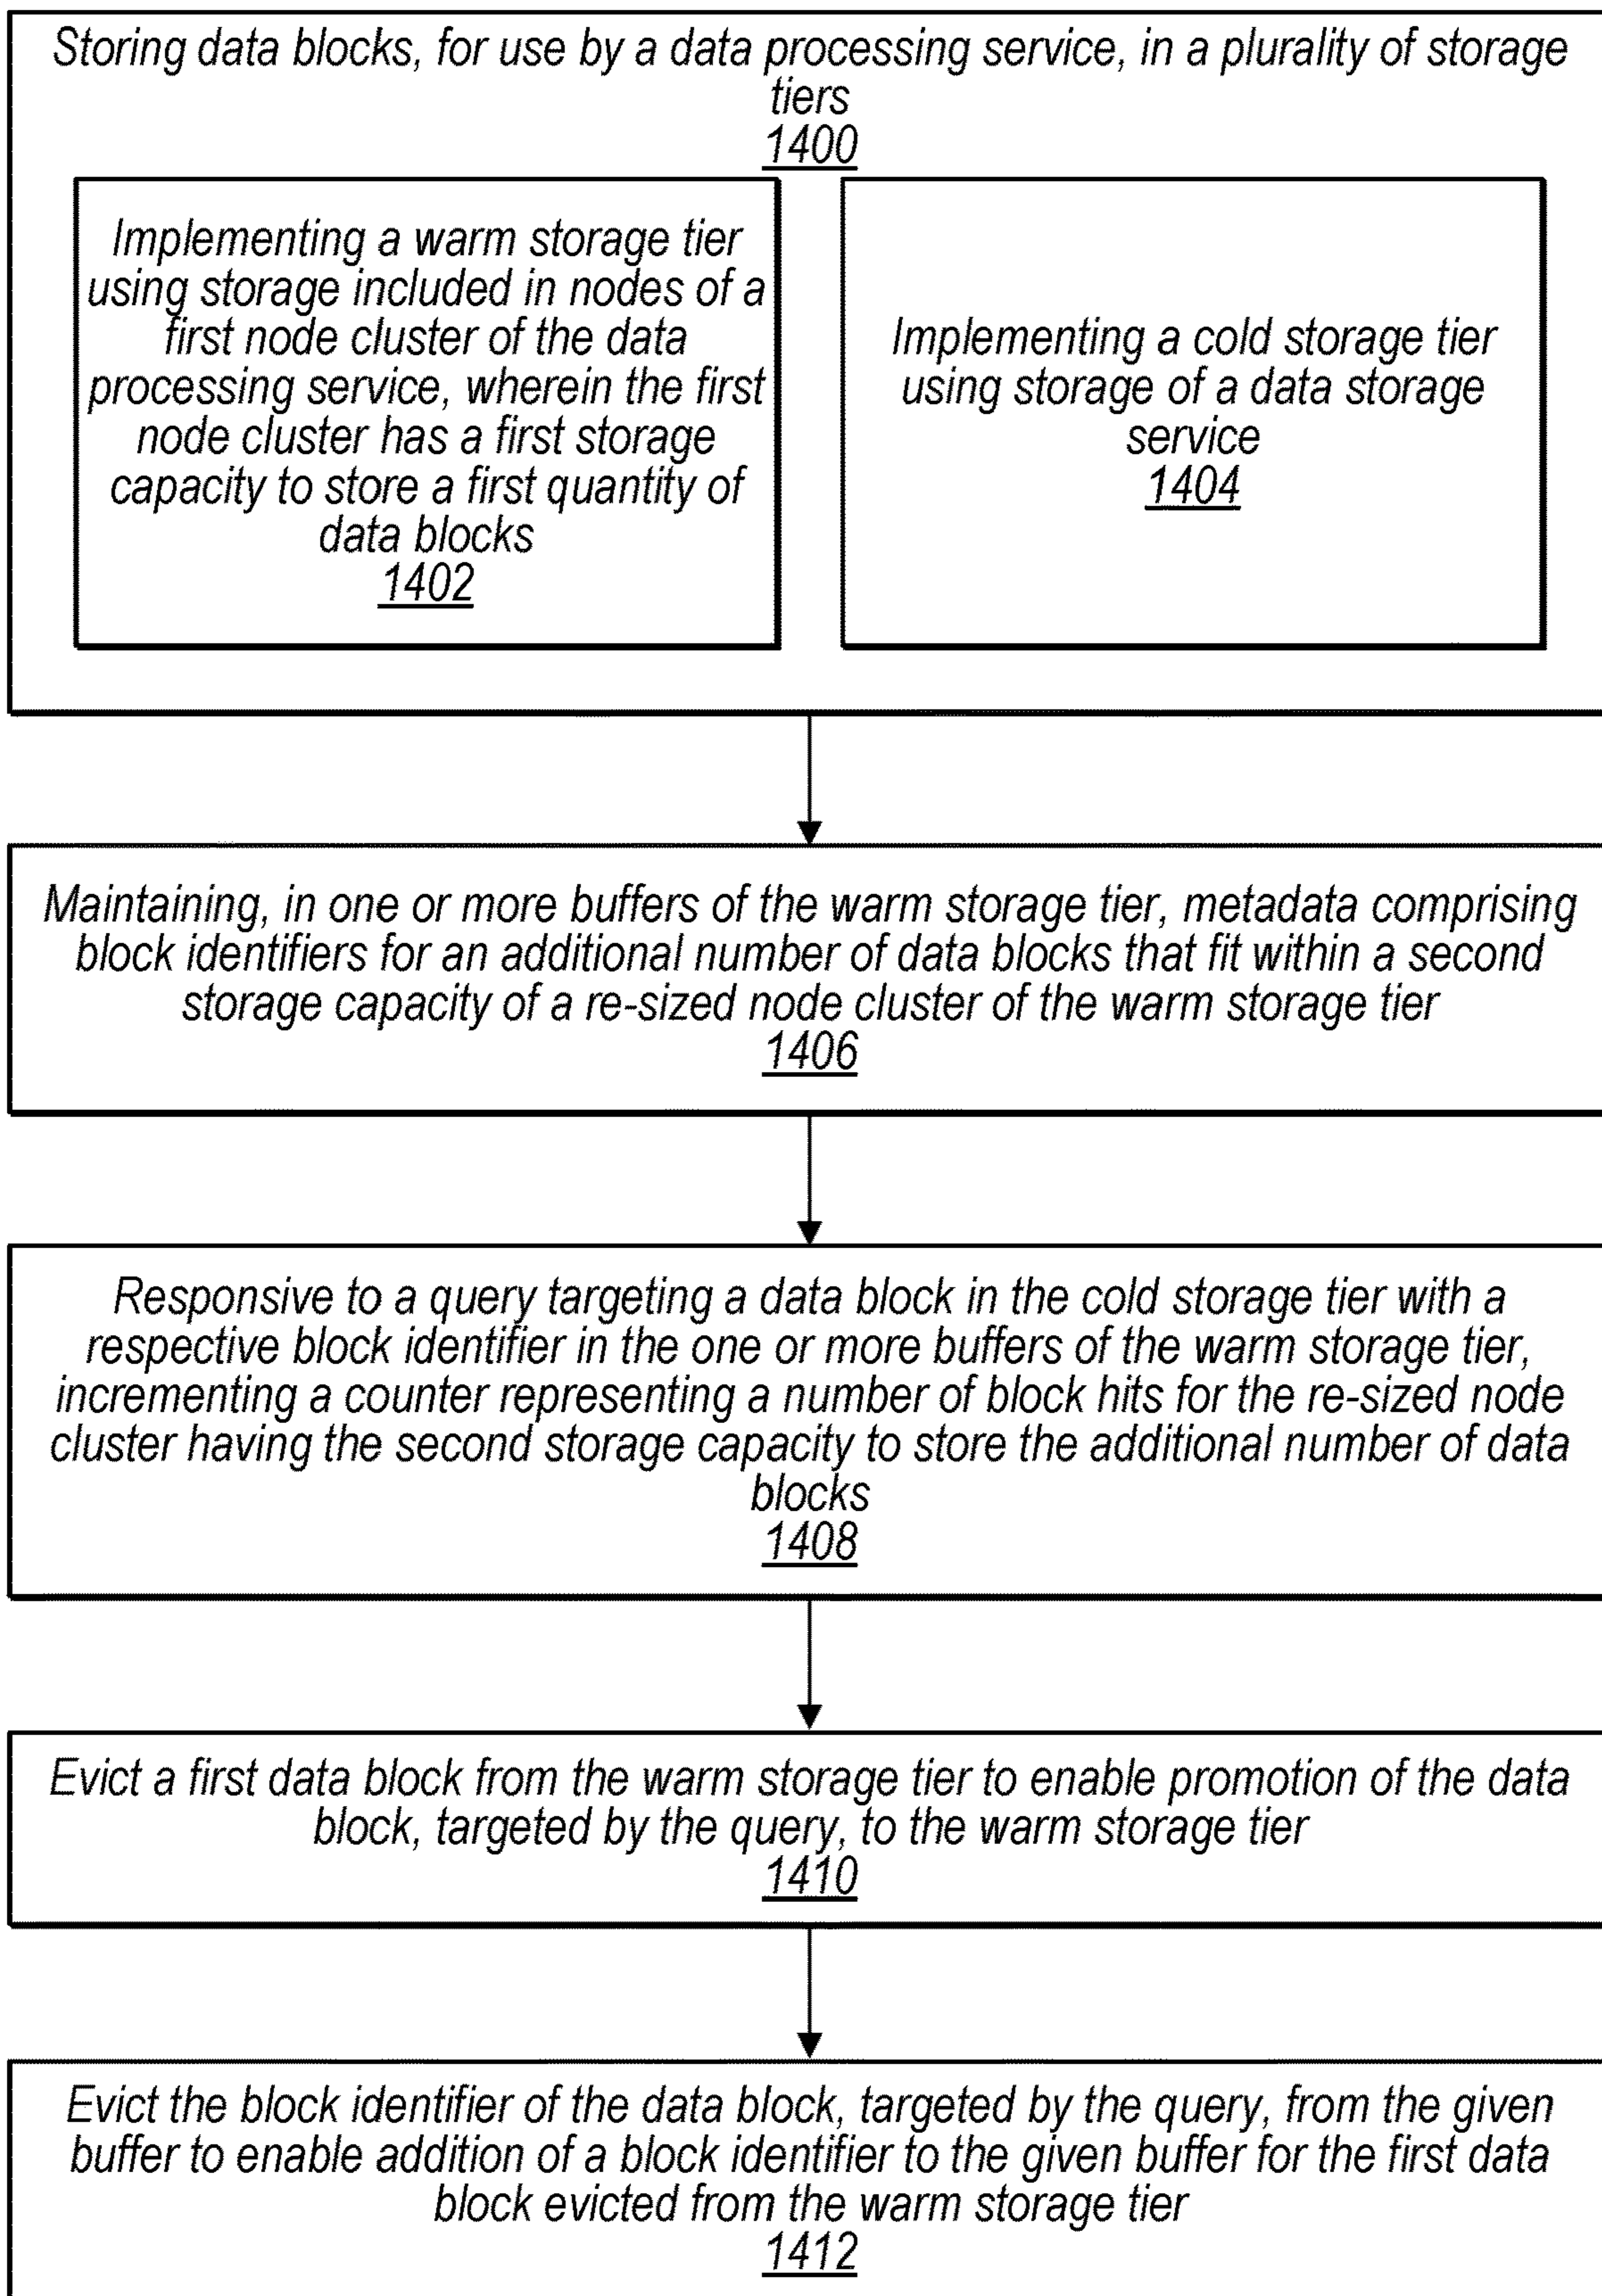 Storing data blocks, for use by a data processing service, in a plurality of storage
tiers
1400
Implementing a warm storage tier
using storage included in nodes of a
first node cluster of the data
processing service, wherein the first
node cluster has a first storage
capacity to store a first quantity of
data blocks
1402
Implementing a cold storage tier
using storage of a data storage
service
1404
Maintaining, in one or more buffers of the warm storage tier, metadata comprising
block identifiers for an additional number of data blocks that fit within a second
storage capacity of a re-sized node cluster of the warm storage tier
1406
Responsive to a query targeting a data block in the cold storage tier with a
respective block identifier in the one or more buffers of the warm storage tier,
incrementing a counter representing a number of block hits for the re-sized node
cluster having the second storage capacity to store the additional number of data
blocks
1408
Evict a first data block from the warm storage tier to enable promotion of the data
block, targeted by the query, to the warm storage tier
1410
Evict the block identifier of the data block, targeted by the query, from the given
buffer to enable addition of a block identifier to the given buffer for the first data
block evicted from the warm storage tier
1412